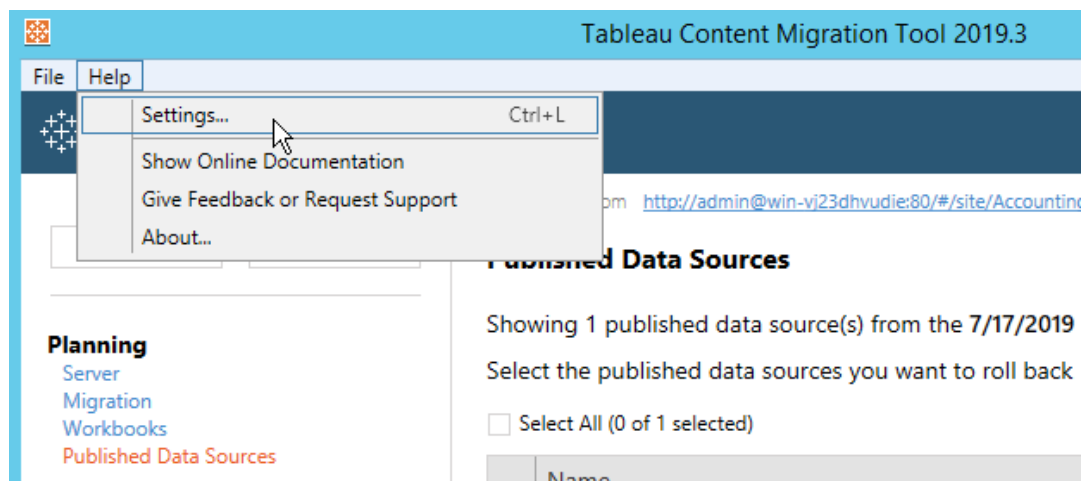 Tableau Content Migration Tool 2019.3
File Help
Settings... Ctrl+L
Show Online Documentation
Give Feedback or Request Support
About...
http://admin@win-vj23dhvudie:80/#/site/Accounting
Published Data Sources
Showing 1 published data source(s) from the 7/17/2019
Select the published data sources you want to roll back
Select All (0 of 1 selected)
Name
Planning
Server
Migration
Workbooks
Published Data Sources